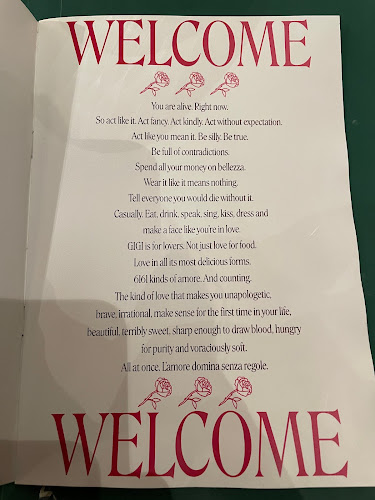 WELCOME
You are alive. Right now.
So act like it. Act fancy. Act kindly. Act without expectation.
Act like you mean it. Be silly. Be true.
Be full of contradictions.
Spend all your money on bellezza.
Wear it like it means nothing.
Tell everyone you would die without it.
Casually. Eat, drink, speak, sing, kiss, dress and
make a face like you're in love.
GIGI is for lovers. Not just love for food.
Love in all its most delicious forms.
6161 kinds of amore. And counting.
The kind of love that makes you unapologetic,
brave, irrational, make sense for the first time in your life,
beautiful, terribly sweet, sharp enough to draw blood, hungry
for purity and voraciously soft.
All at once. L'amore domina senza regole.
WELCOME